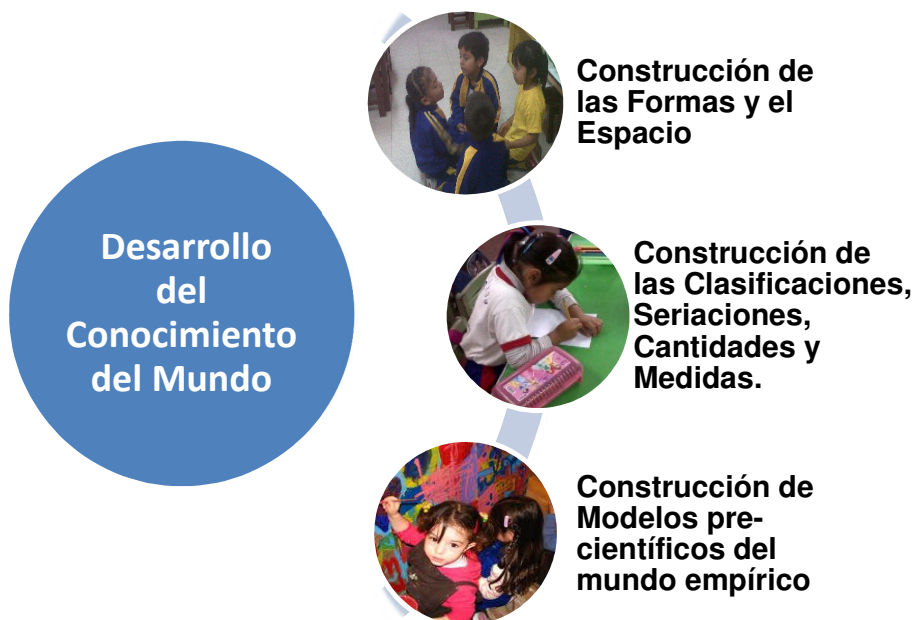 Desarrollo
del
Conocimiento
del Mundo
Construcción de
las Formas y el
Espacio
Construcción de
las Clasificaciones,
Seriaciones,
Cantidades y
Medidas.
Construcción de
Modelos pre-
científicos del
mundo empírico